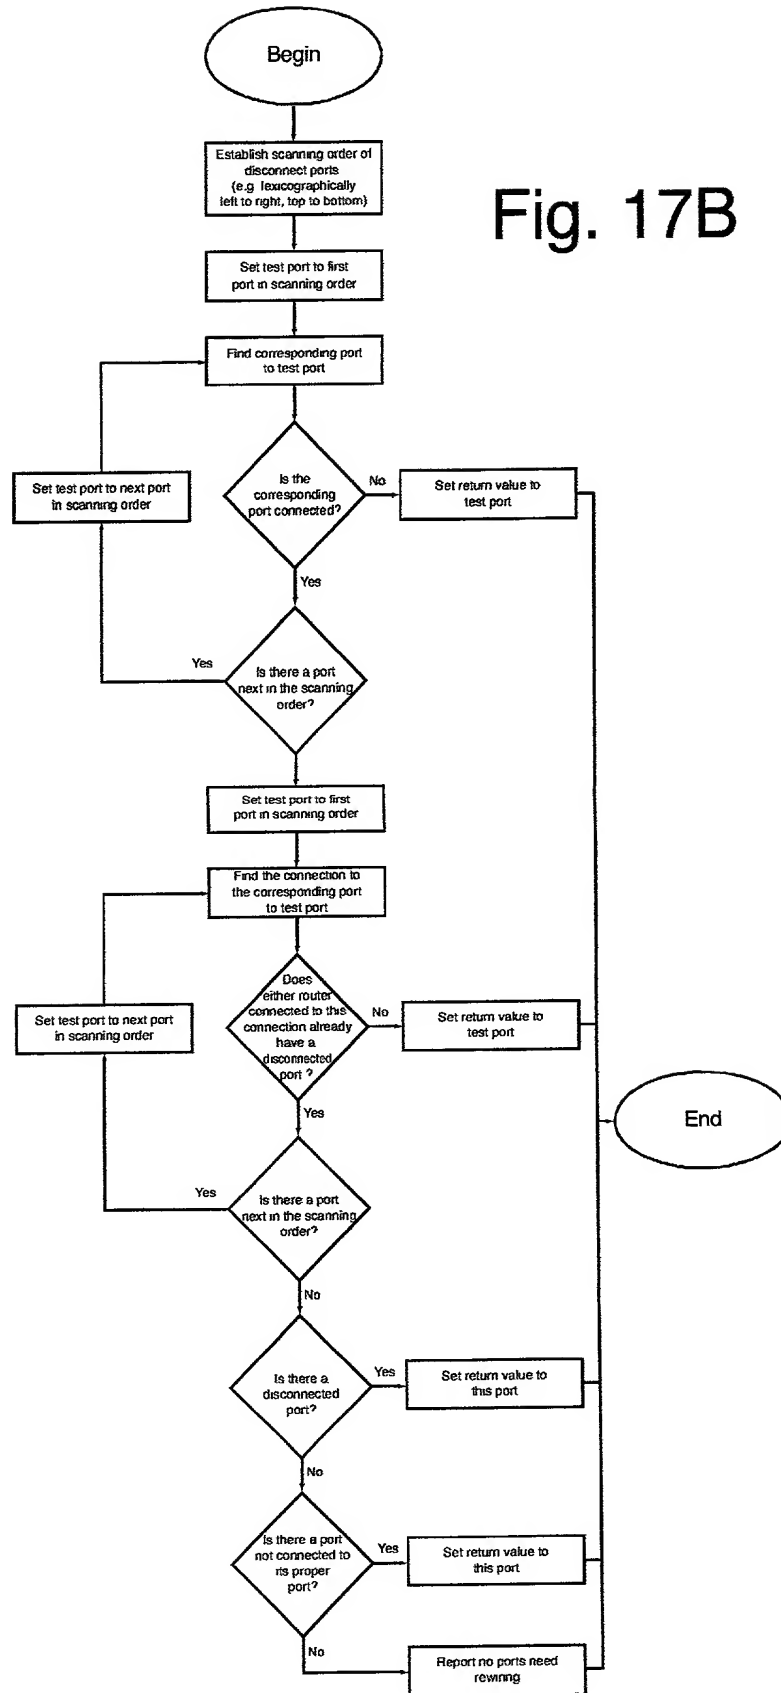 Begin
Establish scanning order of
disconnect ports
(e.g lexicographically
left to right, top to bottom)
Fig. 17B
Set test port to first
port in scanning order
Find corresponding port
to test port
Is the
corresponding
port connected?
No
Set return value to
test port
Set test port to next port
in scanning order
Yes
Is there a port
next in the scanning
order?
Yes
Set test port to first
port in scanning order
Find the connection to
the corresponding port
to test port
Does
either router
connected to this
connection already
have a
disconnected
port ?
No
Set return value to
test port
Set test port to next port
in scanning order
Yes
End
Is there a port
next in the scanning
order?
Yes
No
Is there a
disconnected
port?
Yes
Set return value to
this port
No
Is there a port
not connected to
its proper
port?
Yes
Set return value to
this port
No
Report no ports need
rewiring